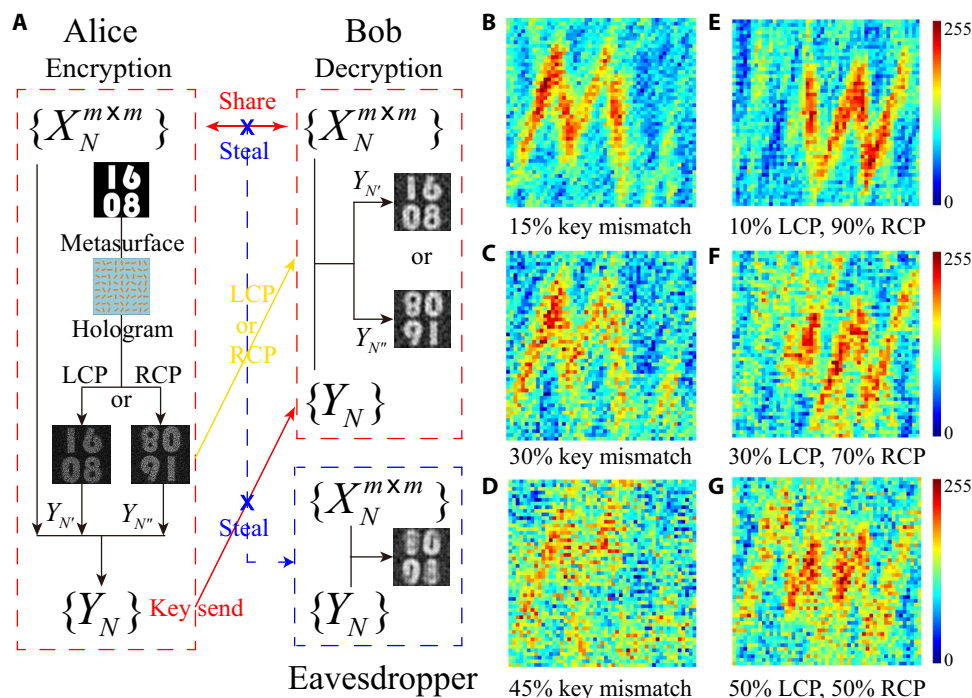 A
Alice
Encryption
{X_N^{m×m}}
16
08
Metasurface
Hologram
LCP or RCP
16
08
80
91
Y_{N'}
Y_{N''}
{Y_N}
Key send
Share
X
Steal
LCP
or
RCP
X
Steal
Bob
Decryption
{X_N^{m×m}}
Y_{N'}
16
08
or
Y_{N''}
80
91
{Y_N}
{X_N^{m×m}}
{Y_N}
Eavesdropper
B
15% key mismatch
C
30% key mismatch
D
45% key mismatch
E
255
0
10% LCP, 90% RCP
F
255
0
30% LCP, 70% RCP
G
255
0
50% LCP, 50% RCP